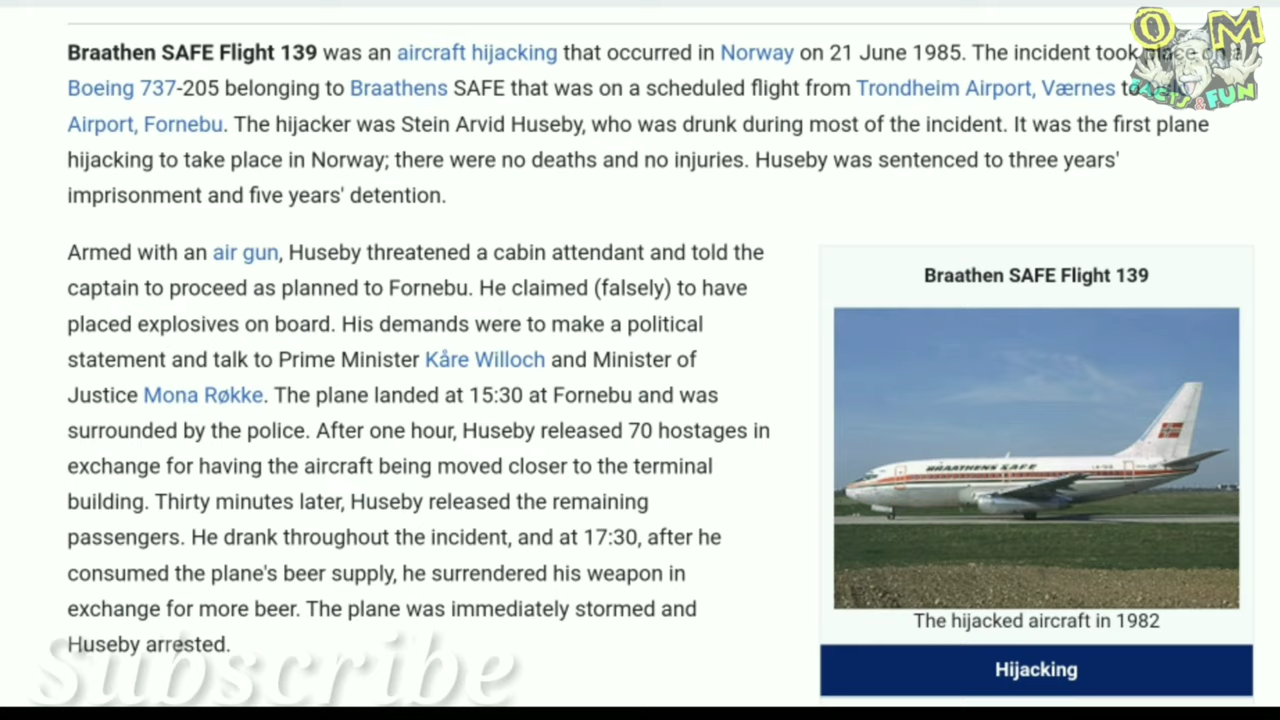 Braathen SAFE Flight 139 was an aircraft hijacking that occurred in Norway on 21 June 1985. The incident took place on a
Boeing 737-205 belonging to Braathens SAFE that was on a scheduled flight from Trondheim Airport, Værnes to
Airport, Fornebu. The hijacker was Stein Arvid Huseby, who was drunk during most of the incident. It was the first plane
hijacking to take place in Norway; there were no deaths and no injuries. Huseby was sentenced to three years'
imprisonment and five years' detention.
Armed with an air gun, Huseby threatened a cabin attendant and told the
captain to proceed as planned to Fornebu. He claimed (falsely) to have
placed explosives on board. His demands were to make a political
statement and talk to Prime Minister Kåre Willoch and Minister of
Justice Mona Røkke. The plane landed at 15:30 at Fornebu and was
surrounded by the police. After one hour, Huseby released 70 hostages in
exchange for having the aircraft being moved closer to the terminal
building. Thirty minutes later, Huseby released the remaining
passengers. He drank throughout the incident, and at 17:30, after he
consumed the plane's beer supply, he surrendered his weapon in
exchange for more beer. The plane was immediately stormed and
Huseby arrested.
Braathen SAFE Flight 139
BRAATHENS SAFE
The hijacked aircraft in 1982
Hijacking
O M
FACTS & FUN
Subscribe